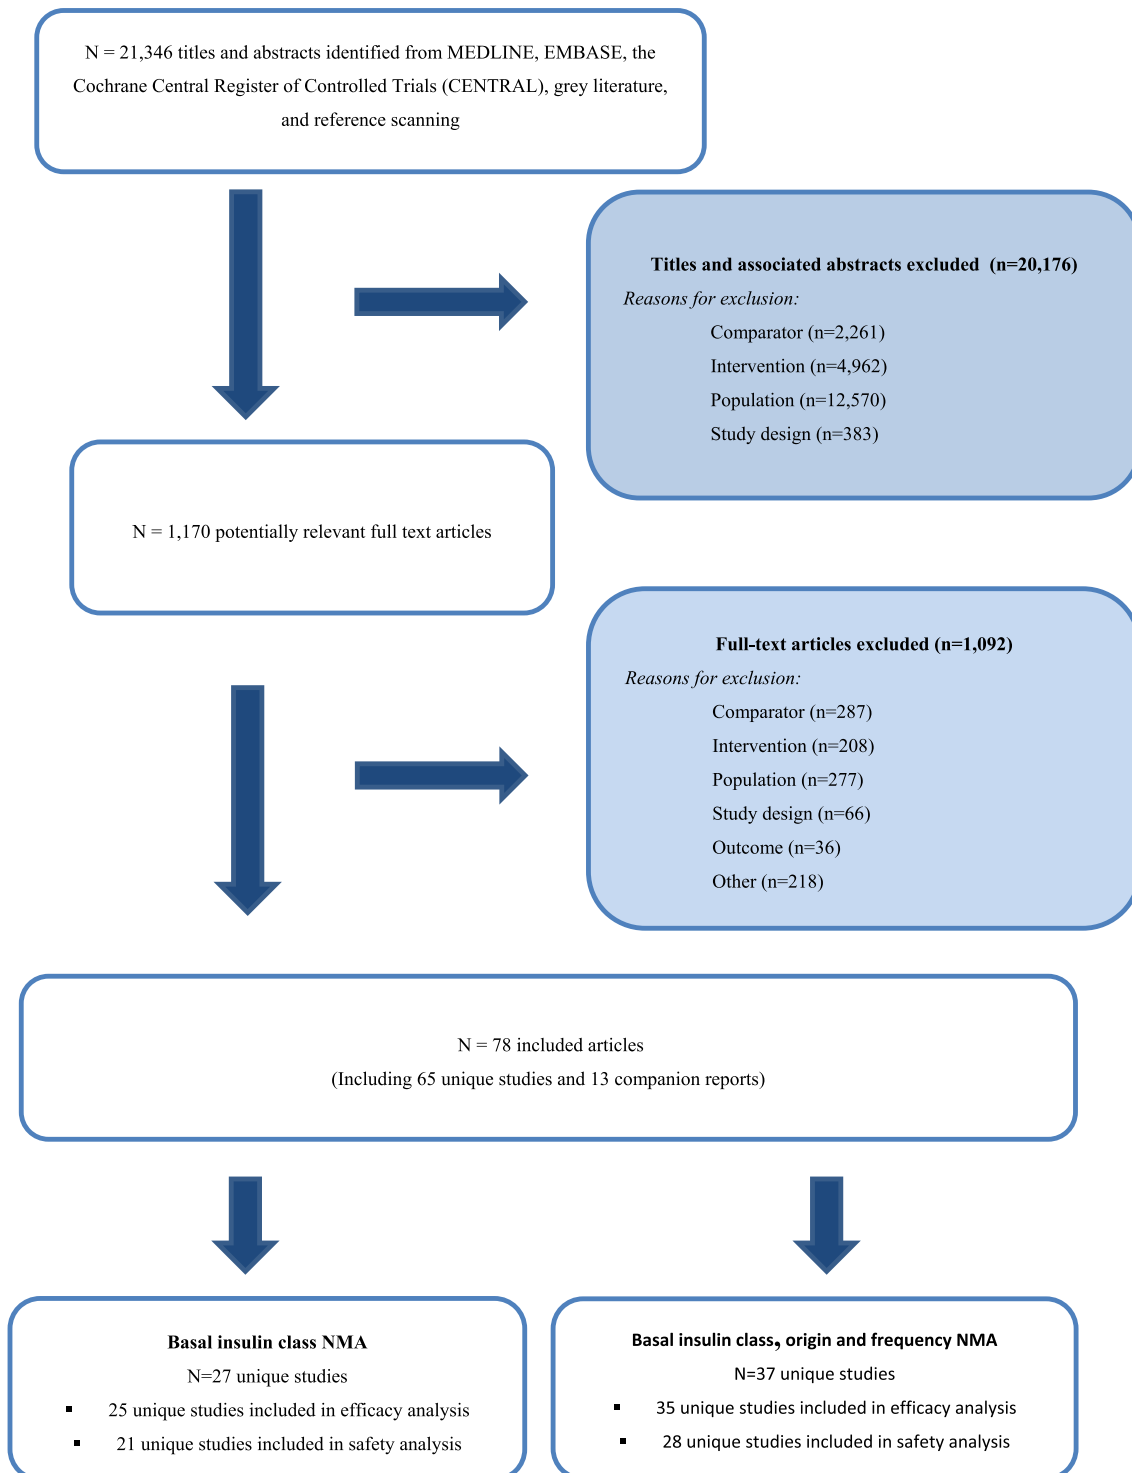 N = 21,346 titles and abstracts identified from MEDLINE, EMBASE, the
Cochrane Central Register of Controlled Trials (CENTRAL), grey literature,
and reference scanning
Titles and associated abstracts excluded (n=20,176)
Reasons for exclusion:
Comparator (n=2,261)
Intervention (n=4,962)
Population (n=12,570)
Study design (n=383)
N = 1,170 potentially relevant full text articles
Full-text articles excluded (n=1,092)
Reasons for exclusion:
Comparator (n=287)
Intervention (n=208)
Population (n=277)
Study design (n=66)
Outcome (n=36)
Other (n=218)
N = 78 included articles
(Including 65 unique studies and 13 companion reports)
Basal insulin class NMA
N=27 unique studies
▪ 25 unique studies included in efficacy analysis
▪ 21 unique studies included in safety analysis
Basal insulin class, origin and frequency NMA
N=37 unique studies
▪ 35 unique studies included in efficacy analysis
▪ 28 unique studies included in safety analysis